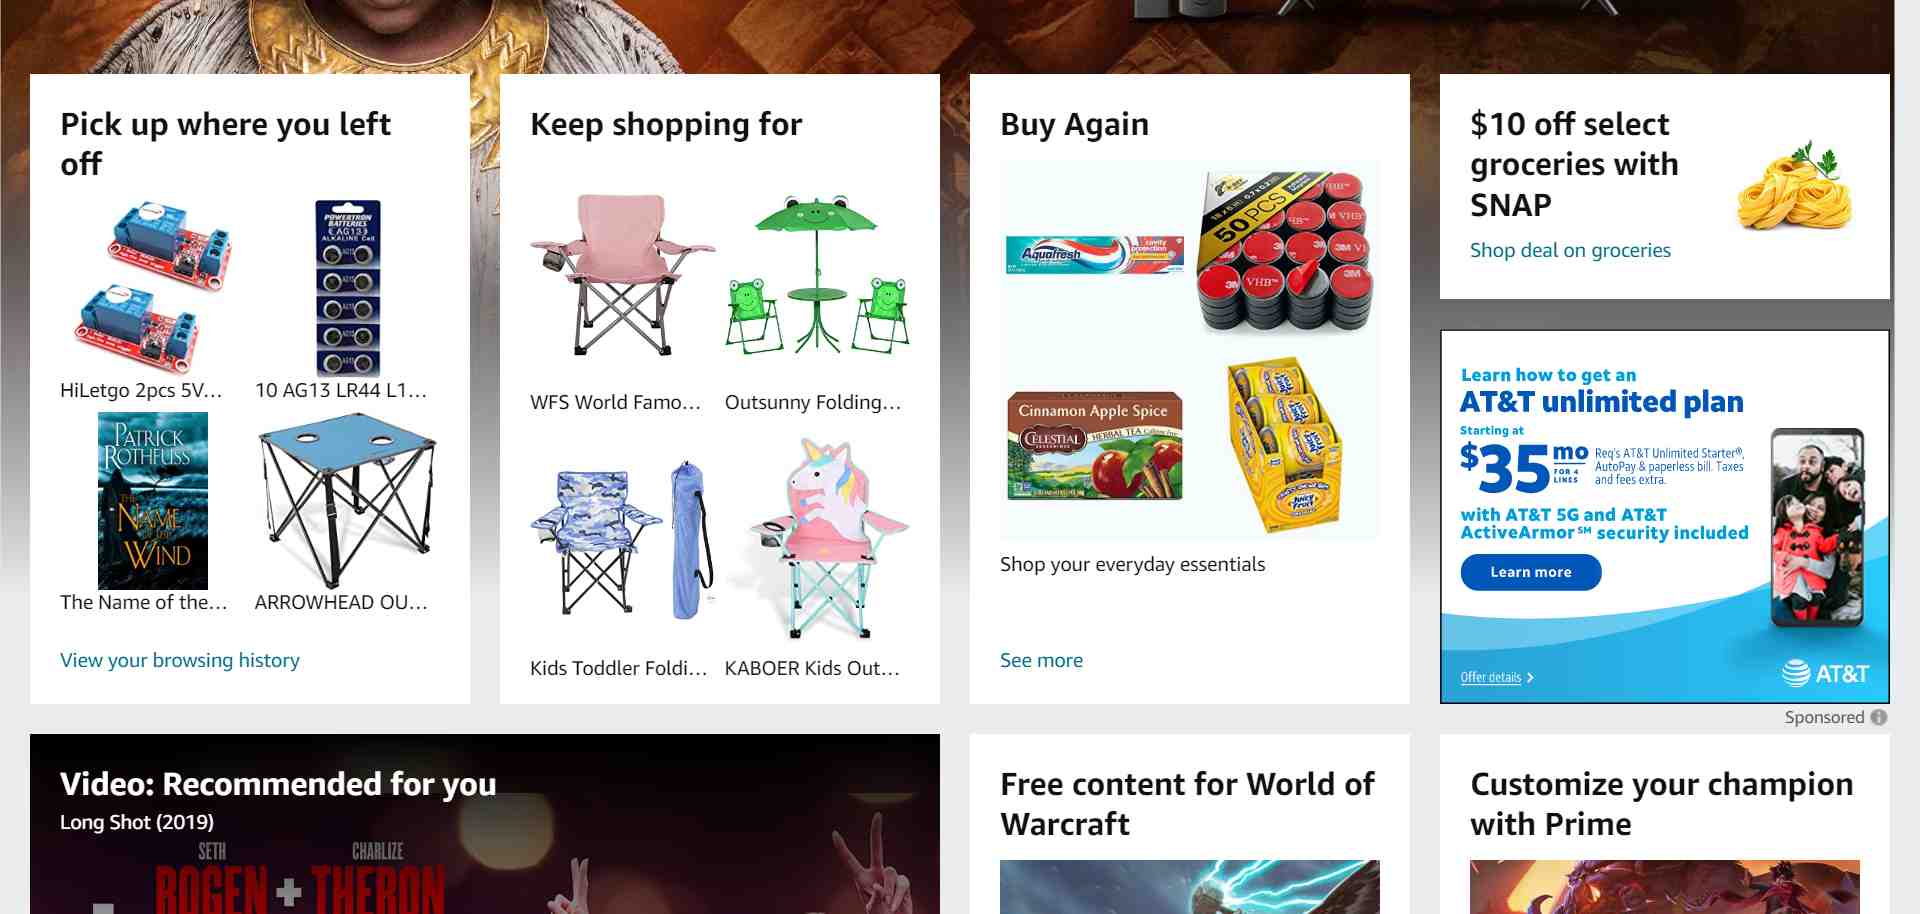 Pick up where you left
off
POWERTRON
BATTERIES
AG13
ALKALINE Cell
HiLetgo 2pcs 5V...
10 AG13 LR44 L1...
PATRICK
ROTHFUSS
THE
NAME
OF THE
WIND
The Name of the...
ARROWHEAD OU...
View your browsing history
Keep shopping for
WFS World Famo...
Outsunny Folding...
Kids Toddler Foldi...
KABOER Kids Out...
Buy Again
Aquafresh
cavity
protection
50 PCS
3M VHB™
Cinnamon Apple Spice
CELESTIAL
HERBAL TEA
JUICY
FRUIT
Shop your everyday essentials
See more
$10 off select
groceries with
SNAP
Shop deal on groceries
Learn how to get an
AT&T unlimited plan
Starting at
$35 mo
FOR 4
LINES
Req's AT&T Unlimited Starter®,
AutoPay & paperless bill. Taxes
and fees extra.
with AT&T 5G and AT&T
ActiveArmor℠ security included
Learn more
Offer details >
AT&T
Sponsored
Video: Recommended for you
Long Shot (2019)
SETH
ROGEN + 
CHARLIZE
THERON
Free content for World of
Warcraft
Customize your champion
with Prime